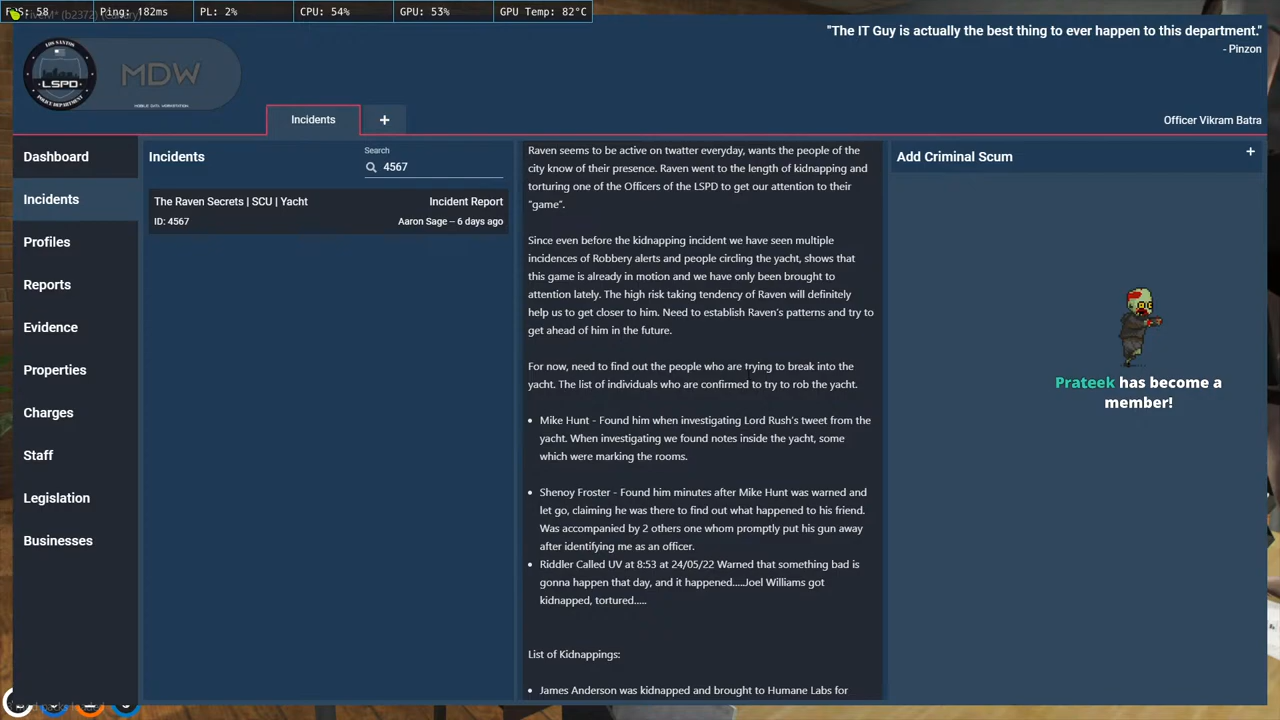 FPS: 58 Ping: 182ms PL: 2% CPU: 54% GPU: 53% GPU Temp: 82°C
"The IT Guy is actually the best thing to ever happen to this department."
- Pinzon
LOS SANTOS
LSPD
POLICE DEPARTMENT
MDW
MOBILE DATA WORKSTATION
Incidents +
Officer Vikram Batra
Dashboard
Incidents
Profiles
Reports
Evidence
Properties
Charges
Staff
Legislation
Businesses
Incidents
Search
4567
The Raven Secrets | SCU | Yacht Incident Report
ID: 4567 Aaron Sage – 6 days ago
Raven seems to be active on twatter everyday, wants the people of the
city know of their presence. Raven went to the length of kidnapping and
torturing one of the Officers of the LSPD to get our attention to their
"game".
Since even before the kidnapping incident we have seen multiple
incidences of Robbery alerts and people circling the yacht, shows that
this game is already in motion and we have only been brought to
attention lately. The high risk taking tendency of Raven will definitely
help us to get closer to him. Need to establish Raven's patterns and try to
get ahead of him in the future.
For now, need to find out the people who are trying to break into the
yacht. The list of individuals who are confirmed to try to rob the yacht.
• Mike Hunt - Found him when investigating Lord Rush's tweet from the
yacht. When investigating we found notes inside the yacht, some
which were marking the rooms.
• Shenoy Froster - Found him minutes after Mike Hunt was warned and
let go, claiming he was there to find out what happened to his friend.
Was accompanied by 2 others one whom promptly put his gun away
after identifying me as an officer.
• Riddler Called UV at 8:53 at 24/05/22 Warned that something bad is
gonna happen that day, and it happened.....Joel Williams got
kidnapped, tortured.....
List of Kidnappings:
• James Anderson was kidnapped and brought to Humane Labs for
Add Criminal Scum +
Prateek has become a
member!